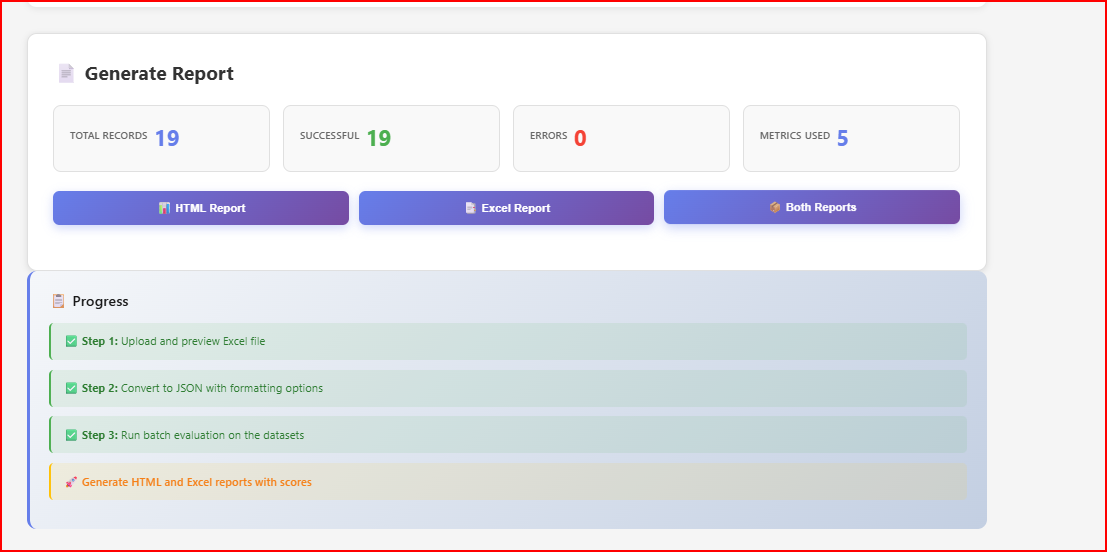 Generate Report
TOTAL RECORDS 19
SUCCESSFUL 19
ERRORS 0
METRICS USED 5
HTML Report
Excel Report
Both Reports
Progress
Step 1: Upload and preview Excel file
Step 2: Convert to JSON with formatting options
Step 3: Run batch evaluation on the datasets
Generate HTML and Excel reports with scores